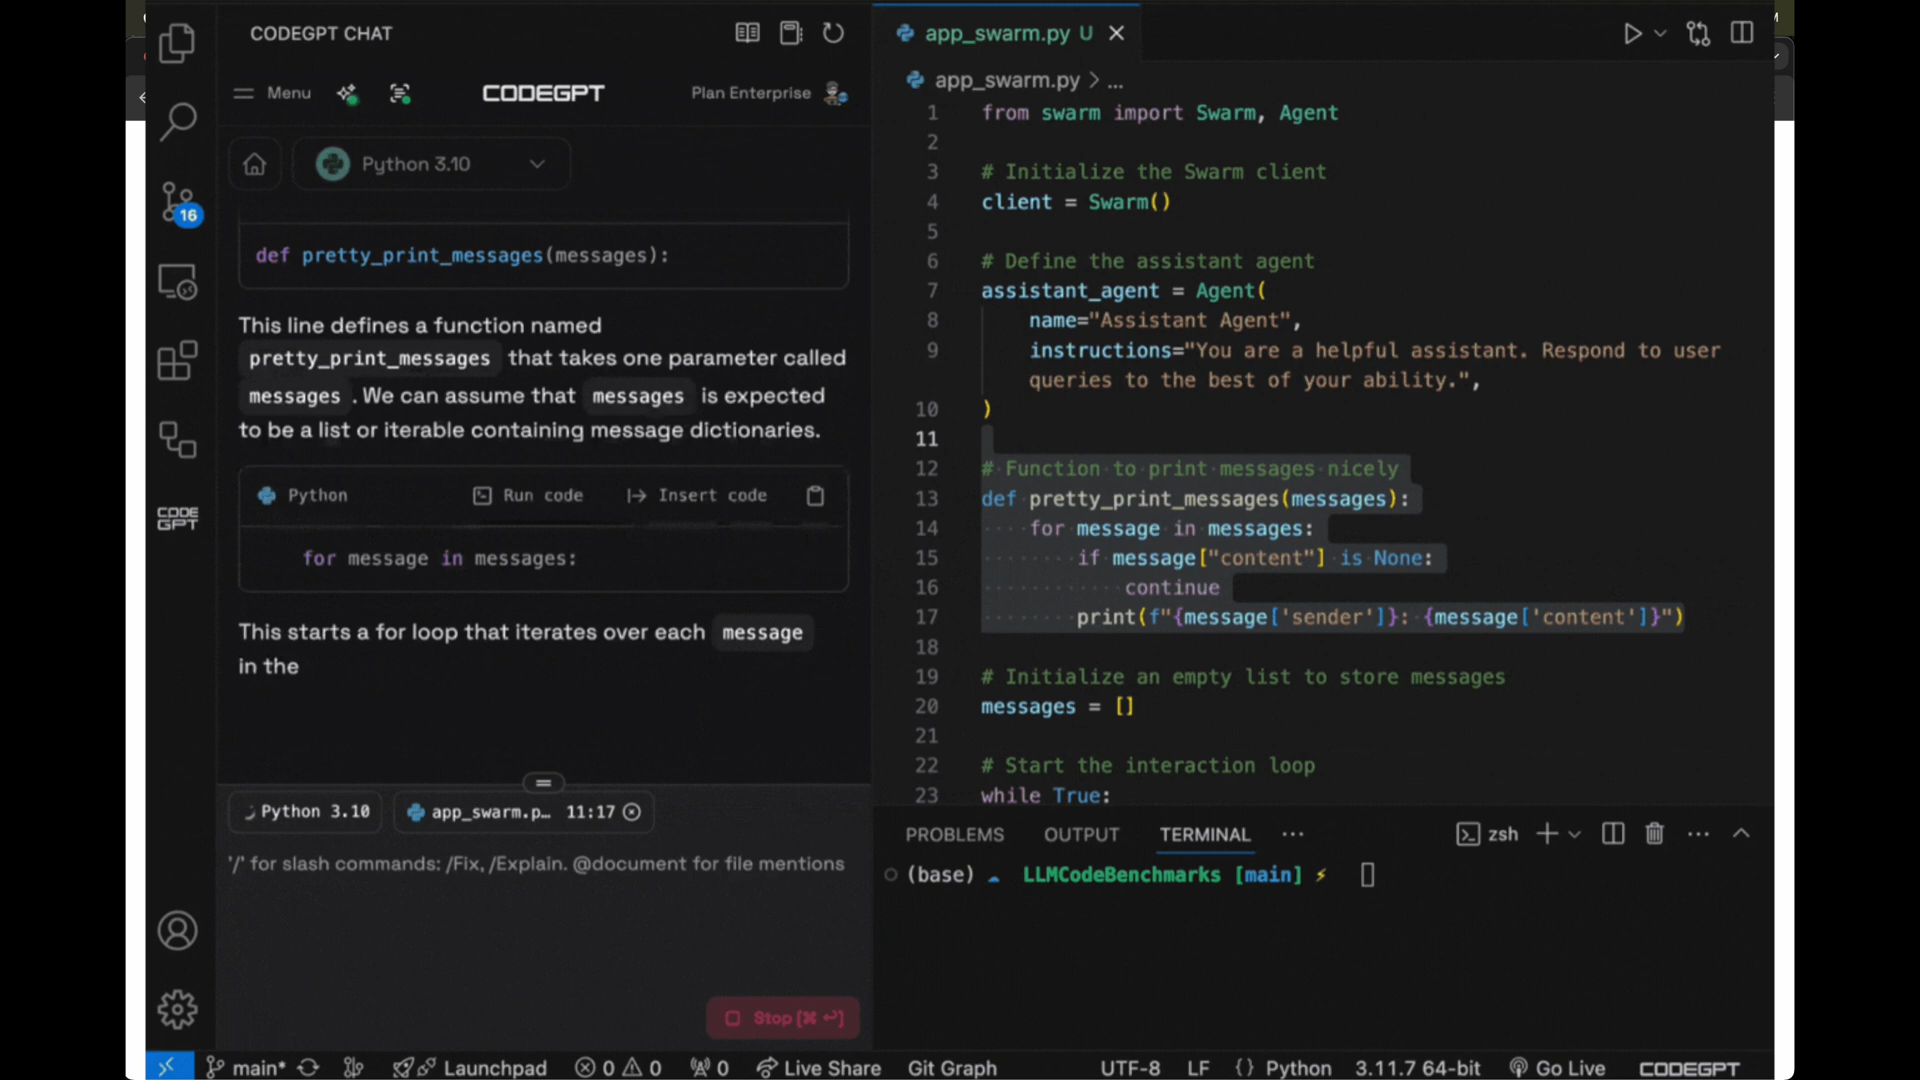 CODEGPT CHAT
Menu
CODEGPT
Plan Enterprise
Python 3.10
def pretty_print_messages(messages):
This line defines a function named
pretty_print_messages that takes one parameter called
messages . We can assume that messages is expected
to be a list or iterable containing message dictionaries.
Python
Run code
Insert code
for message in messages:
This starts a for loop that iterates over each message
in the
Python 3.10
app_swarm.p… 11:17
'/' for slash commands: /Fix, /Explain. @document for file mentions
Stop [⌘ ↩]
16
CODE
GPT
app_swarm.py U
app_swarm.py > ...
1 from swarm import Swarm, Agent
2
3 # Initialize the Swarm client
4 client = Swarm()
5
6 # Define the assistant agent
7 assistant_agent = Agent(
8 name="Assistant Agent",
9 instructions="You are a helpful assistant. Respond to user
queries to the best of your ability.",
10 )
11
12 # Function to print messages nicely
13 def pretty_print_messages(messages):
14 for message in messages:
15 if message["content"] is None:
16 continue
17 print(f"{message['sender']}: {message['content']}")
18
19 # Initialize an empty list to store messages
20 messages = []
21
22 # Start the interaction loop
23 while True:
PROBLEMS
OUTPUT
TERMINAL
zsh
(base) LLMCodeBenchmarks [main] ⚡
main*
Launchpad
0 0
0
Live Share
Git Graph
UTF-8
LF
{} Python
3.11.7 64-bit
Go Live
CODEGPT